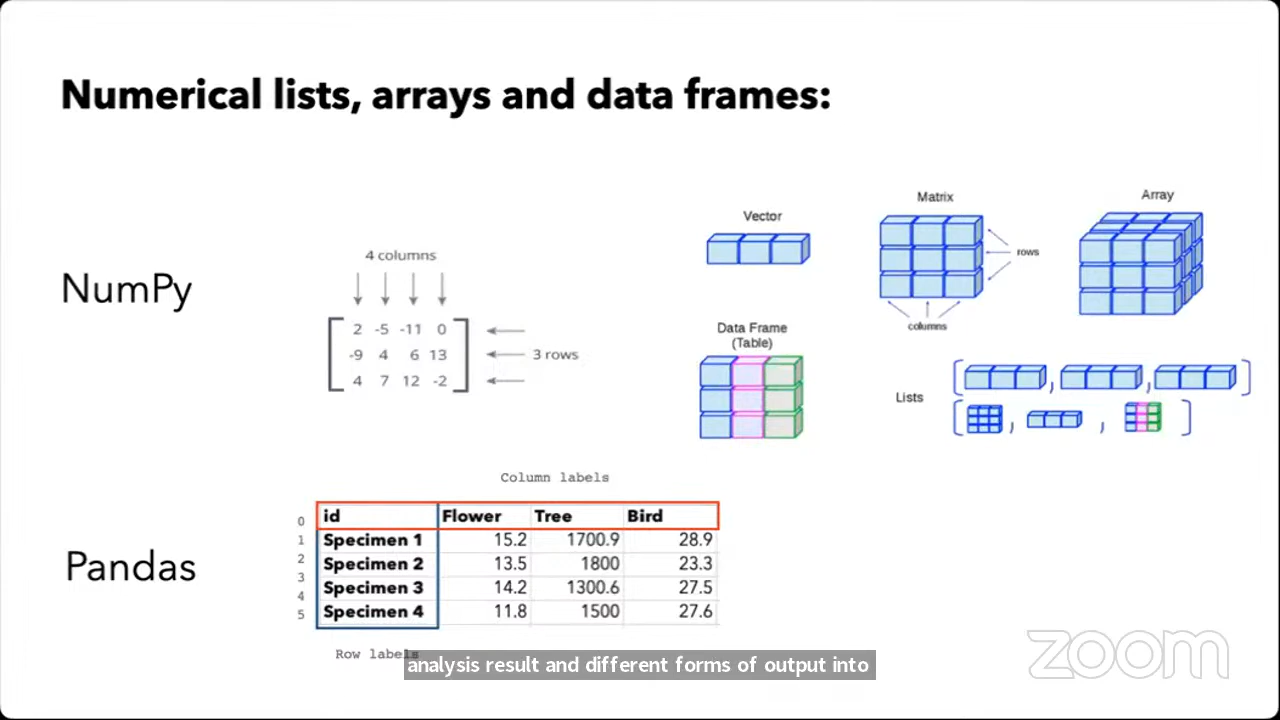 Numerical lists, arrays and data frames:
NumPy
4 columns
2 -5 -11 0
-9 4 6 13
4 7 12 -2
3 rows
Vector
Matrix
rows
columns
Array
Data Frame
(Table)
Lists
[ , , ]
[ , , ]
Pandas
Column labels
0 id Flower Tree Bird
1 Specimen 1 15.2 1700.9 28.9
2 Specimen 2 13.5 1800 23.3
3 Specimen 3 14.2 1300.6 27.5
4 Specimen 4 11.8 1500 27.6
5
Row labels
analysis result and different forms of output into
zoom